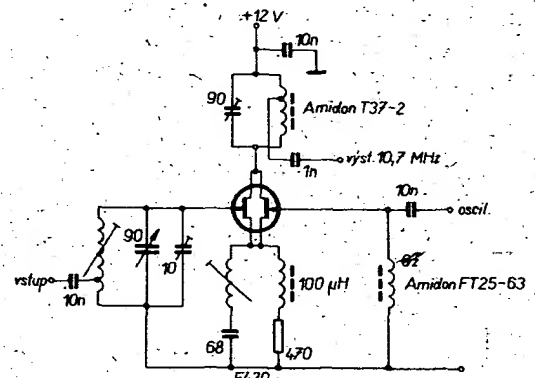 +12 V
10n
90
Amidon T37-2
1n
výst. 10,7 MHz
10n
oscil.
90
10
vstup
10n
100 µH
Amidon FT25-63
68
470